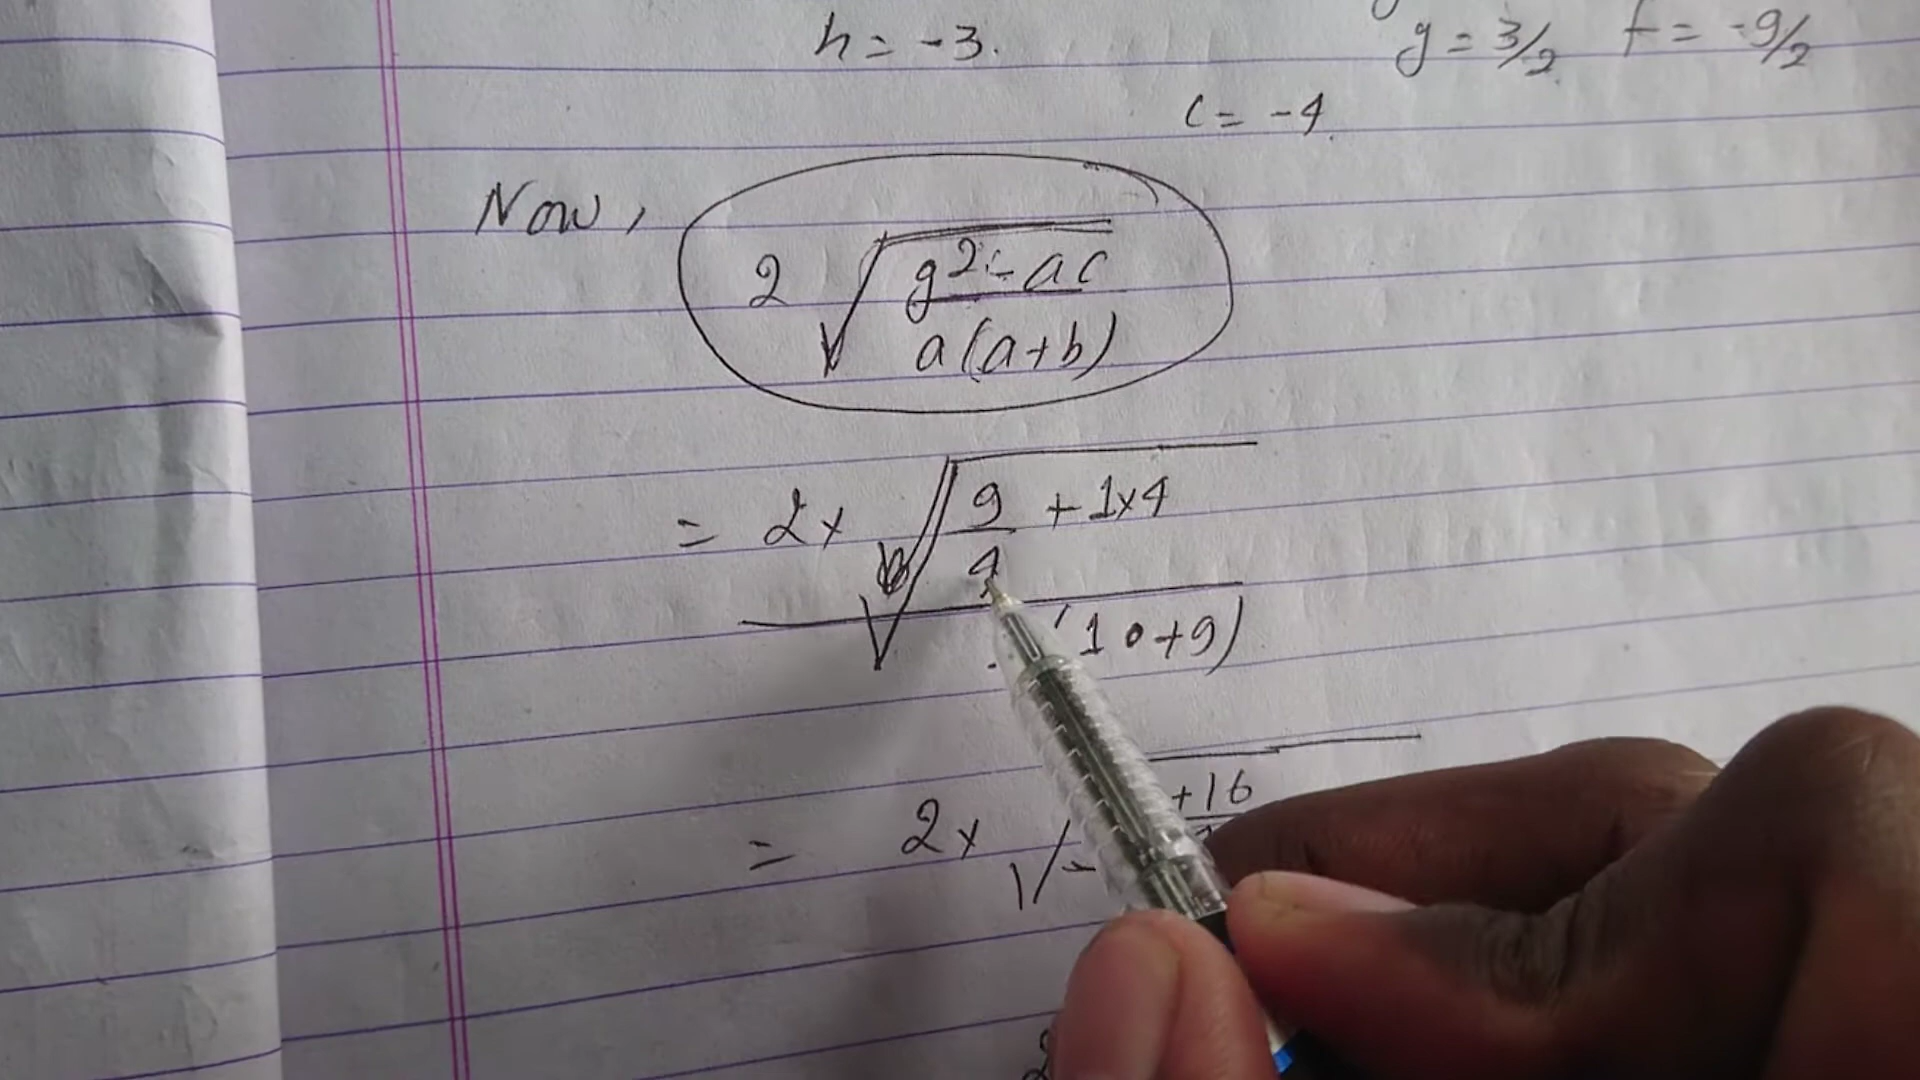 h = -3. g = 3/2 f = -9/2
c = -4.
Now, 2 √ g² - ac
a(a+b)
= 2× √ 9/4 + 1×4
(10+9)
= 2× √ +16